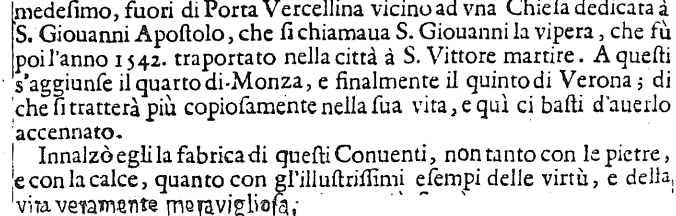 medeſimo, fuori di Porta Vercellina vicino ad vna Chieſa dedicata à
S. Giouanni Apoſtolo, che ſi chiamaua S. Giouanni la vipera, che fù
poi l'anno 1542. traportato nella città à S. Vittore martire. A queſti
s'aggiunſe il quarto di-Monza, e finalmente il quinto di Verona; di
che ſi tratterà più copioſamente nella ſua vita, e quì ci baſti d'auerlo
accennato.
Innalzò egli la fabrica di queſti Conuenti, non tanto con le pietre,
e con la calce, quanto con gl'illuſtriſſimi eſempi delle virtù, e della
vita veramente meraviglioſa;